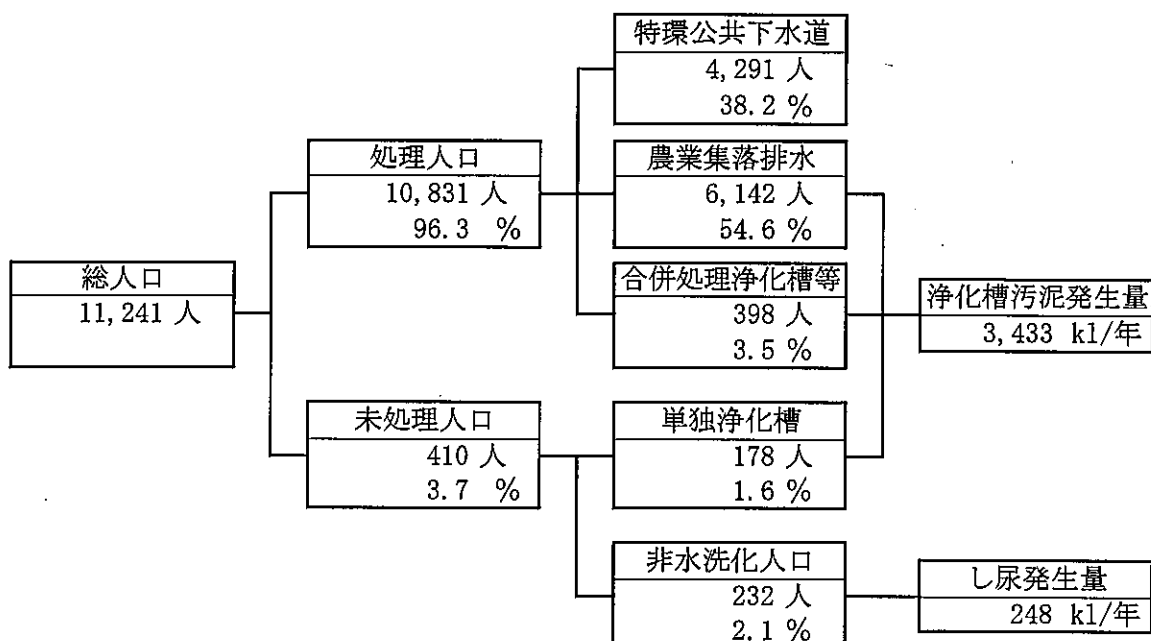 特環公共下水道
4,291 人
38.2 %
処理人口
10,831 人
96.3 %
農業集落排水
6,142 人
54.6 %
総人口
11,241 人
合併処理浄化槽等
398 人
3.5 %
浄化槽汚泥発生量
3,433 kl/年
未処理人口
410 人
3.7 %
単独浄化槽
178 人
1.6 %
非水洗化人口
232 人
2.1 %
し尿発生量
248 kl/年